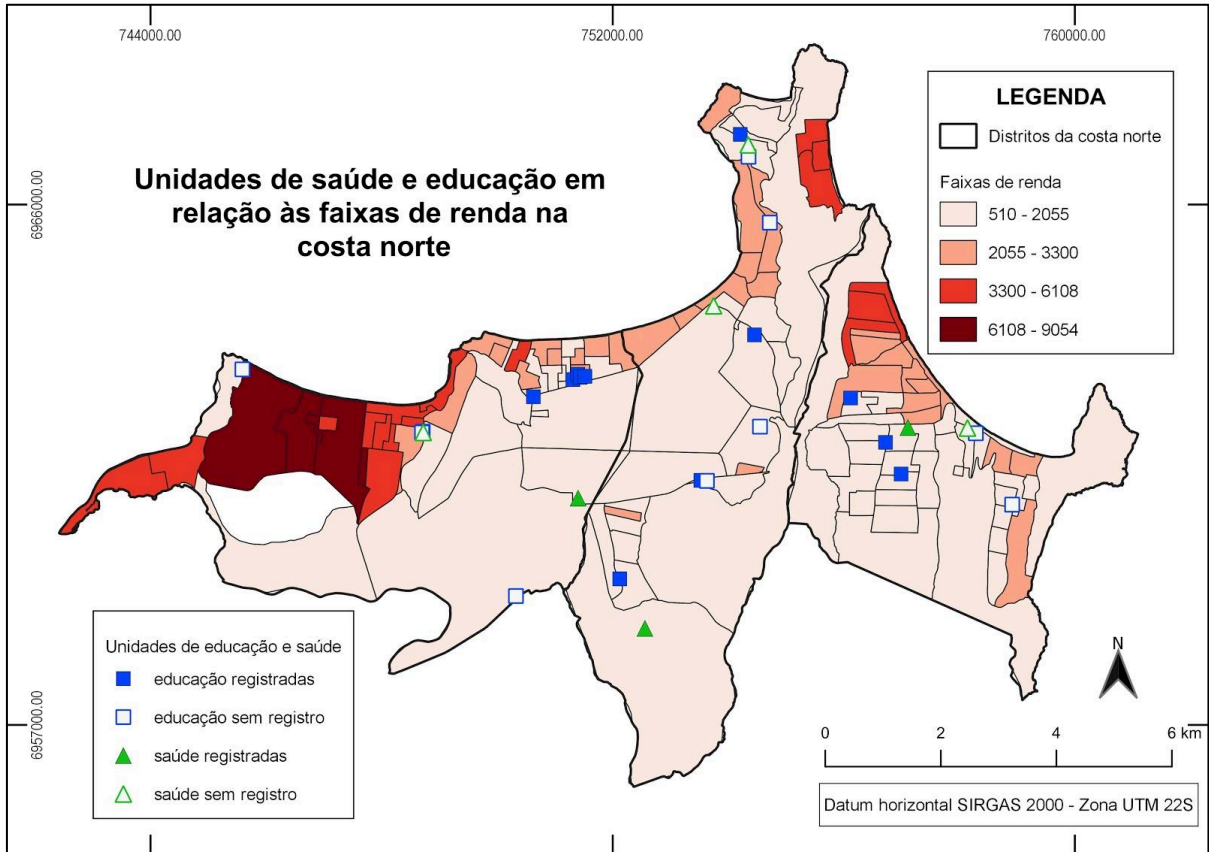 744000.00
752000.00
760000.00
6966000.00
6957000.00
Unidades de saúde e educação em
relação às faixas de renda na
costa norte
LEGENDA
Distritos da costa norte
Faixas de renda
510 - 2055
2055 - 3300
3300 - 6108
6108 - 9054
Unidades de educação e saúde
educação registradas
educação sem registro
saúde registradas
saúde sem registro
N
0 2 4 6 km
Datum horizontal SIRGAS 2000 - Zona UTM 22S